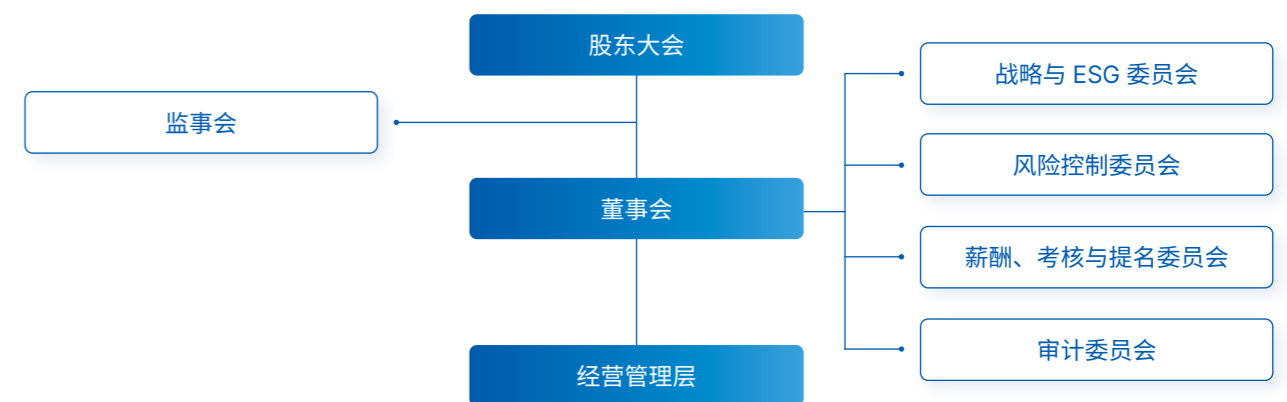 股东大会
监事会
董事会
经营管理层
战略与 ESG 委员会
风险控制委员会
薪酬、考核与提名委员会
审计委员会